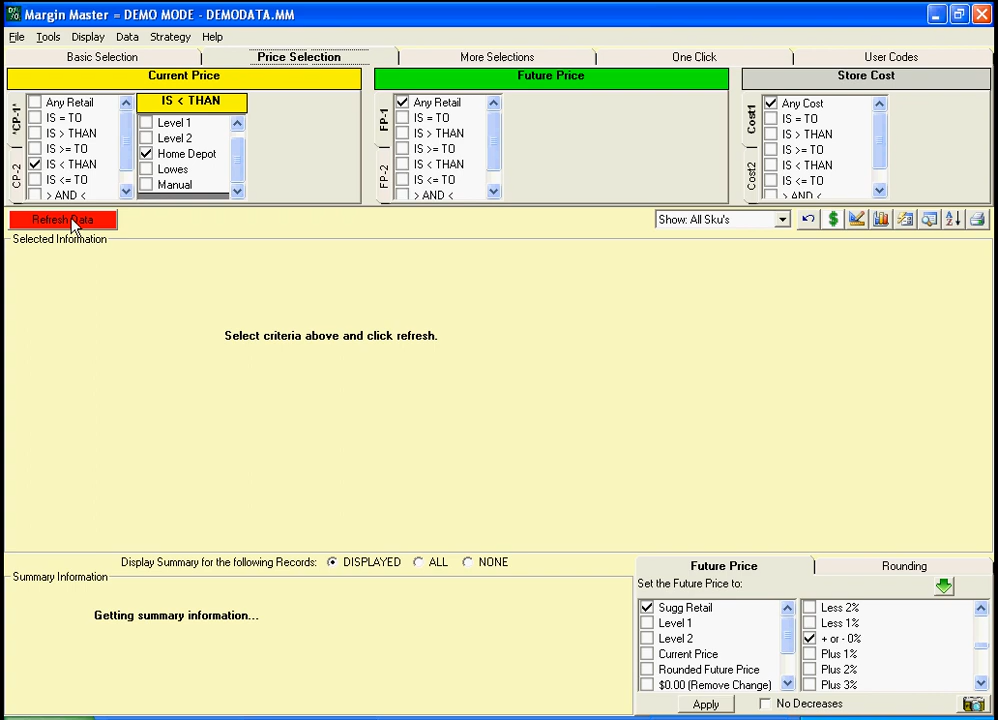 Margin Master = DEMO MODE - DEMODATA.MM
File Tools Display Data Strategy Help
Basic Selection Price Selection More Selections One Click User Codes
Current Price Future Price Store Cost
'CP-1'
CP-2
Any Retail
IS = TO
IS > THAN
IS >= TO
IS < THAN
IS <= TO
> AND <
IS < THAN
Level 1
Level 2
Home Depot
Lowes
Manual
FP-1
FP-2
Any Retail
IS = TO
IS > THAN
IS >= TO
IS < THAN
IS <= TO
> AND <
Cost1
Cost2
Any Cost
IS = TO
IS > THAN
IS >= TO
IS < THAN
IS <= TO
> AND <
Refresh Data Show: All Sku's
Selected Information
Select criteria above and click refresh.
Display Summary for the following Records: DISPLAYED ALL NONE
Summary Information
Getting summary information...
Future Price Rounding
Set the Future Price to:
Sugg Retail
Level 1
Level 2
Current Price
Rounded Future Price
$0.00 (Remove Change)
Less 2%
Less 1%
+ or - 0%
Plus 1%
Plus 2%
Plus 3%
Apply No Decreases